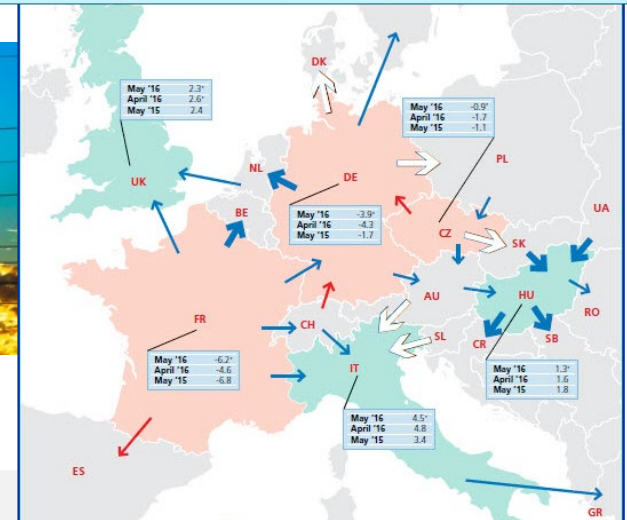 DK
May '16 2.3*
April '16 2.6*
May '15 2.4
May '16 -0.9*
April '16 -1.7
May '15 -1.1
PL
NL
DE
UK
UA
BE
May '16 -3.9*
April '16 -4.3
May '15 -1.7
CZ
SK
AU
HU
RO
FR
CH
SL
CR
SB
May '16 -6.2*
April '16 -4.6
May '15 -6.8
IT
May '16 1.3*
April '16 1.6
May '15 1.8
May '16 4.5*
April '16 4.8
May '15 3.4
ES
GR